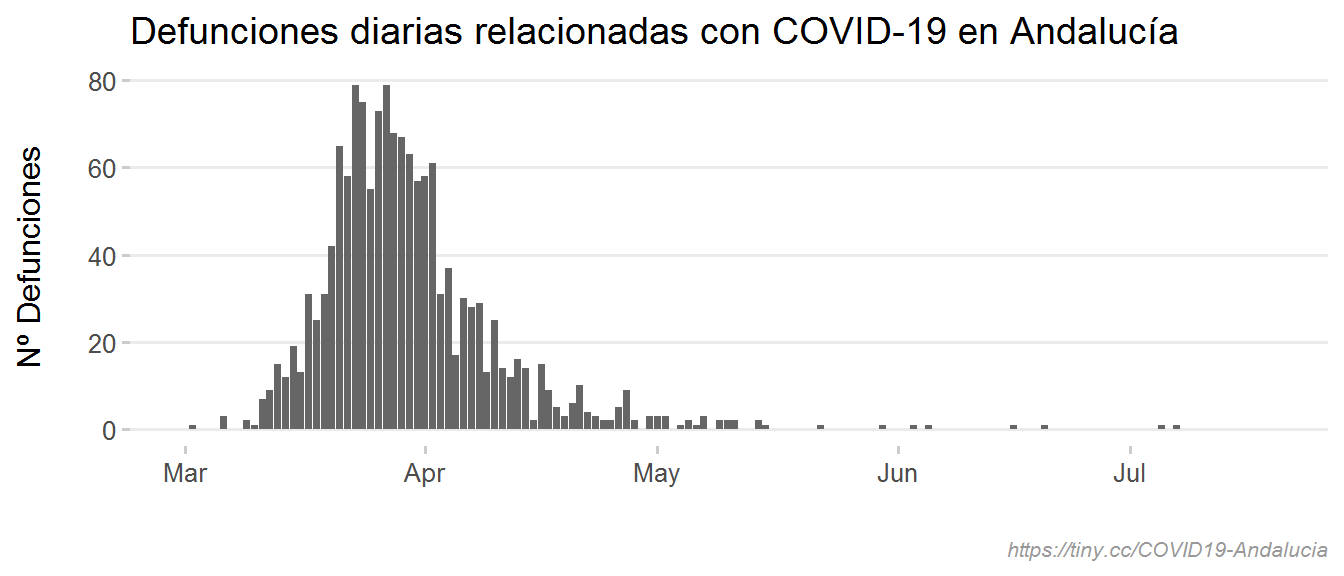 Defunciones diarias relacionadas con COVID-19 en Andalucía
Nº Defunciones
80
60
40
20
0
Mar Apr May Jun Jul
https://tiny.cc/COVID19-Andalucia